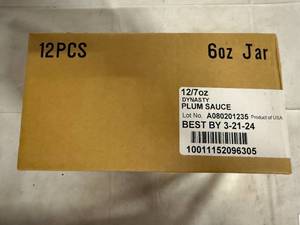 12PCS 6oz Jar
12/7oz
DYNASTY
PLUM SAUCE
Lot No. A080201235 Product of USA
BEST BY 3-21-24
10011152096305